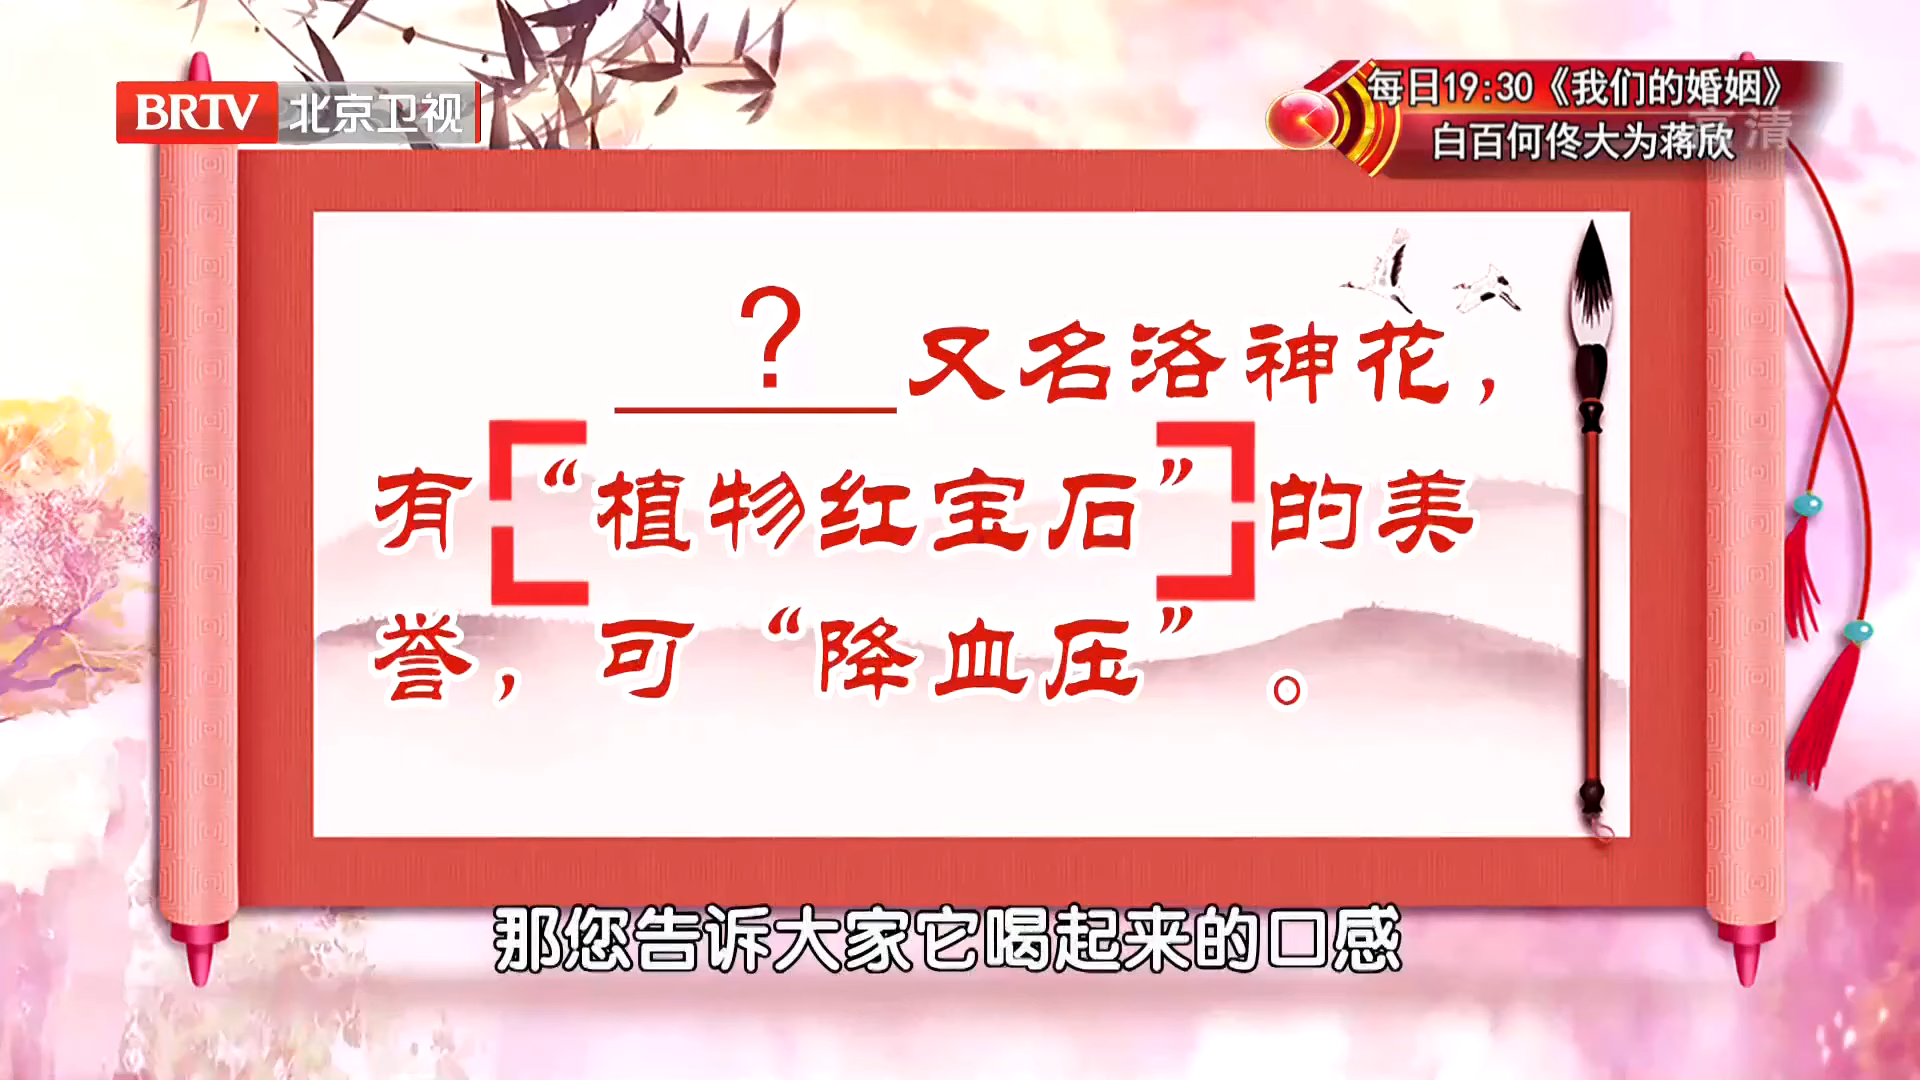 BRTV 北京卫视
每日19:30《我们的婚姻》
白百何佟大为蒋欣
高清
？又名洛神花，
有“植物红宝石”的美
誉，可“降血压”。
那您告诉大家它喝起来的口感